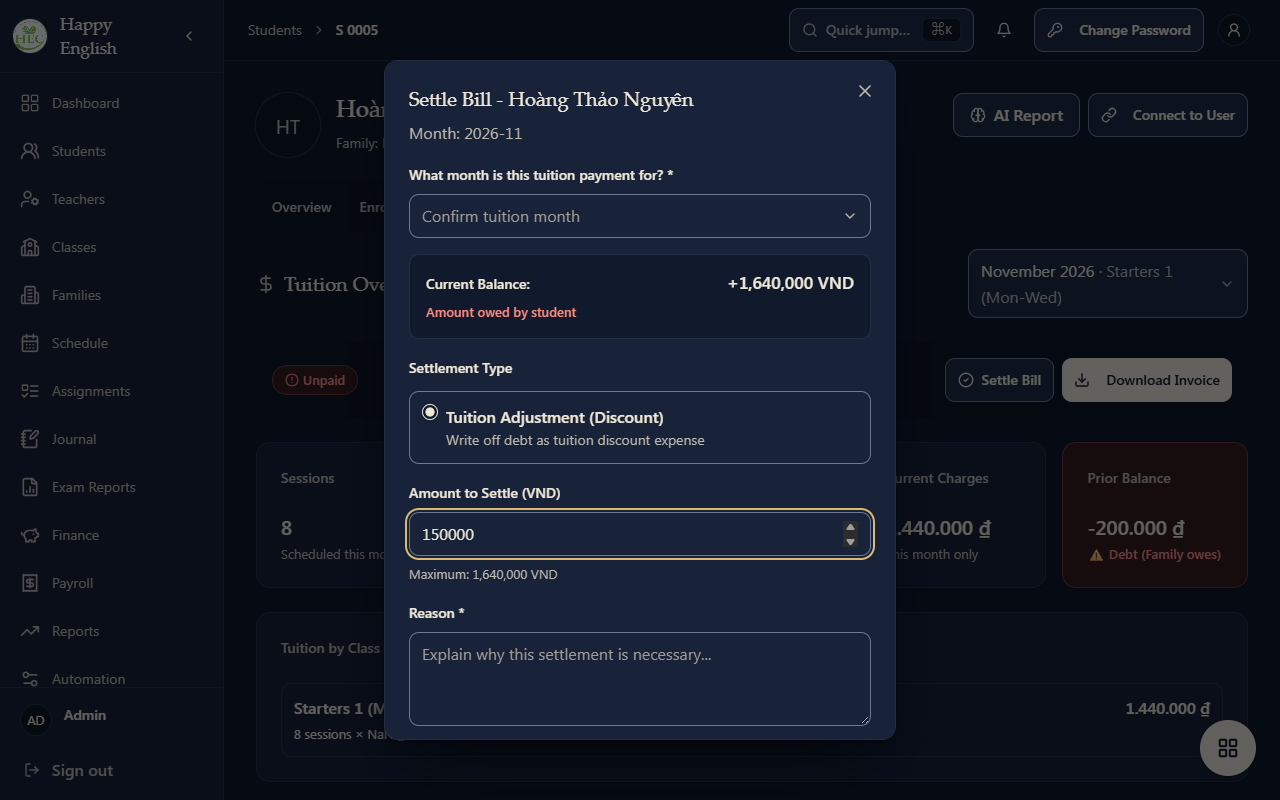 Happy
English
Students
S 0005
Quick jump...
⌘K
Change Password
Dashboard
Students
Teachers
Classes
Families
Schedule
Assignments
Journal
Exam Reports
Finance
Payroll
Reports
Automation
AD
Admin
Sign out
HT
Family:
AI Report
Connect to User
Overview
Tuition
November 2026 · Starters 1
(Mon-Wed)
Unpaid
Settle Bill
Download Invoice
Sessions
8
Scheduled this
Charges
.440.000 ₫
month only
Prior Balance
-200.000 ₫
Debt (Family owes)
Tuition by Class
Starters 1
1.440.000 ₫
8 sessions ×
Settle Bill - Hoàng Thảo Nguyên
Month: 2026-11
What month is this tuition payment for? *
Confirm tuition month
Current Balance:
+1,640,000 VND
Amount owed by student
Settlement Type
Tuition Adjustment (Discount)
Write off debt as tuition discount expense
Amount to Settle (VND)
150000
Maximum: 1,640,000 VND
Reason *
Explain why this settlement is necessary...